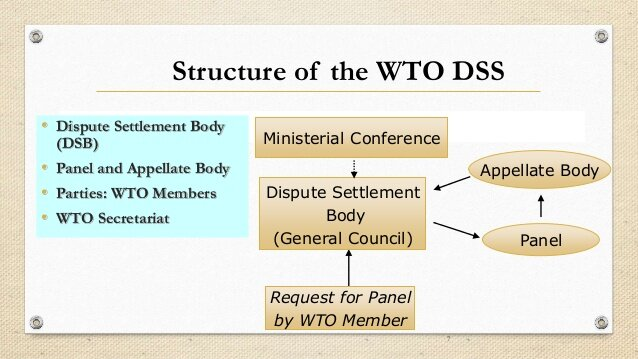 Structure of the WTO DSS
Dispute Settlement Body
(DSB)
Panel and Appellate Body
Parties: WTO Members
WTO Secretariat
Ministerial Conference
Dispute Settlement
Body
(General Council)
Appellate Body
Panel
Request for Panel
by WTO Member